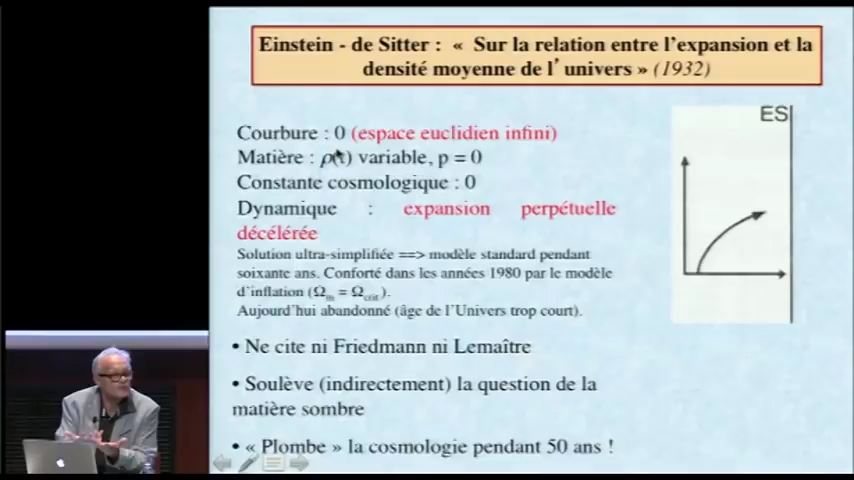 Einstein - de Sitter : « Sur la relation entre l'expansion et la
densité moyenne de l' univers » (1932)
ES
Courbure : 0 (espace euclidien infini)
Matière : ρ(t) variable, p = 0
Constante cosmologique : 0
Dynamique : expansion perpétuelle
décélérée
Solution ultra-simplifiée ==> modèle standard pendant
soixante ans. Conforté dans les années 1980 par le modèle
d'inflation (Ωm = Ωcrit).
Aujourd'hui abandonné (âge de l'Univers trop court).
• Ne cite ni Friedmann ni Lemaître
• Soulève (indirectement) la question de la
matière sombre
• « Plombe » la cosmologie pendant 50 ans !